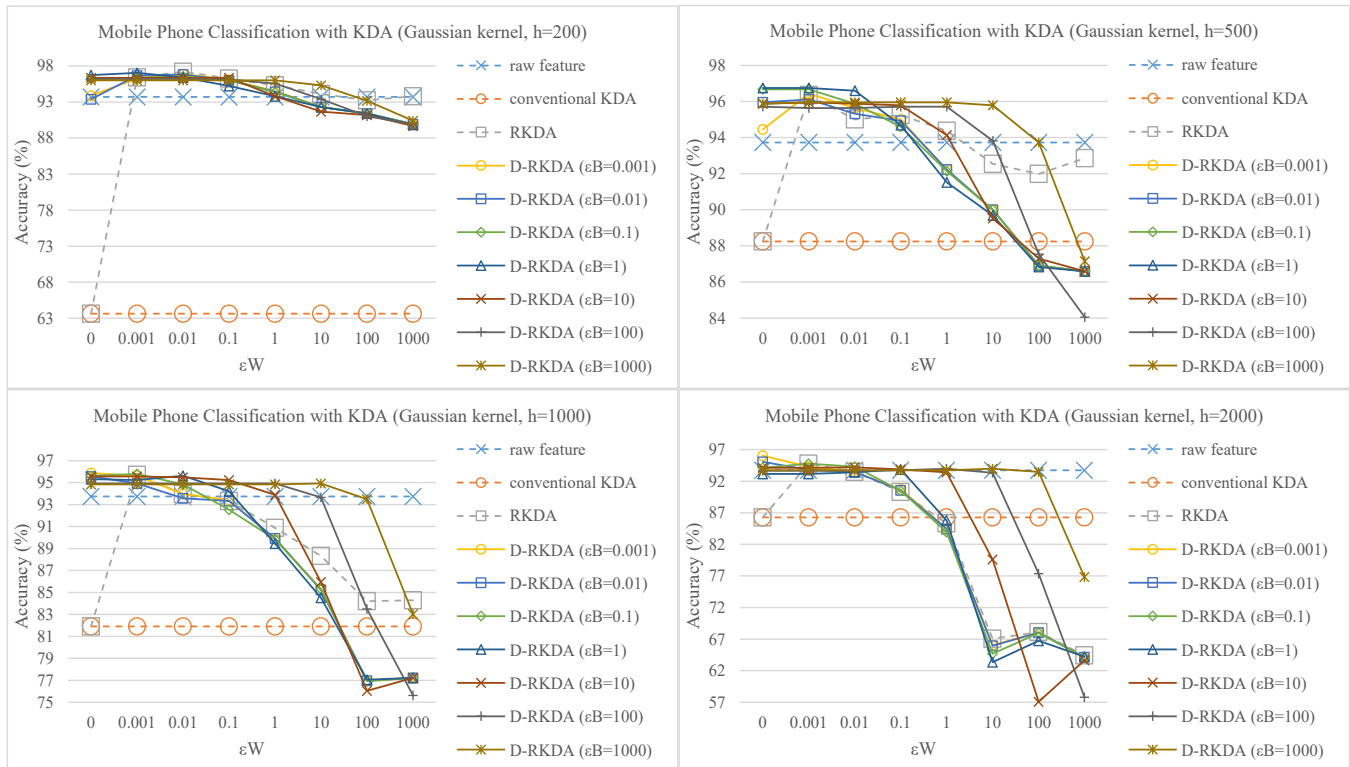 Mobile Phone Classification with KDA (Gaussian kernel, h=200)
98
93
88
83
78
73
68
63
Accuracy (%)
0 0.001 0.01 0.1 1 10 100 1000
εW
raw feature
conventional KDA
RKDA
D-RKDA (εB=0.001)
D-RKDA (εB=0.01)
D-RKDA (εB=0.1)
D-RKDA (εB=1)
D-RKDA (εB=10)
D-RKDA (εB=100)
D-RKDA (εB=1000)
Mobile Phone Classification with KDA (Gaussian kernel, h=500)
98
96
94
92
90
88
86
84
Accuracy (%)
0 0.001 0.01 0.1 1 10 100 1000
εW
raw feature
conventional KDA
RKDA
D-RKDA (εB=0.001)
D-RKDA (εB=0.01)
D-RKDA (εB=0.1)
D-RKDA (εB=1)
D-RKDA (εB=10)
D-RKDA (εB=100)
D-RKDA (εB=1000)
Mobile Phone Classification with KDA (Gaussian kernel, h=1000)
97
95
93
91
89
87
85
83
81
79
77
75
Accuracy (%)
0 0.001 0.01 0.1 1 10 100 1000
εW
raw feature
conventional KDA
RKDA
D-RKDA (εB=0.001)
D-RKDA (εB=0.01)
D-RKDA (εB=0.1)
D-RKDA (εB=1)
D-RKDA (εB=10)
D-RKDA (εB=100)
D-RKDA (εB=1000)
Mobile Phone Classification with KDA (Gaussian kernel, h=2000)
97
92
87
82
77
72
67
62
57
Accuracy (%)
0 0.001 0.01 0.1 1 10 100 1000
εW
raw feature
conventional KDA
RKDA
D-RKDA (εB=0.001)
D-RKDA (εB=0.01)
D-RKDA (εB=0.1)
D-RKDA (εB=1)
D-RKDA (εB=10)
D-RKDA (εB=100)
D-RKDA (εB=1000)